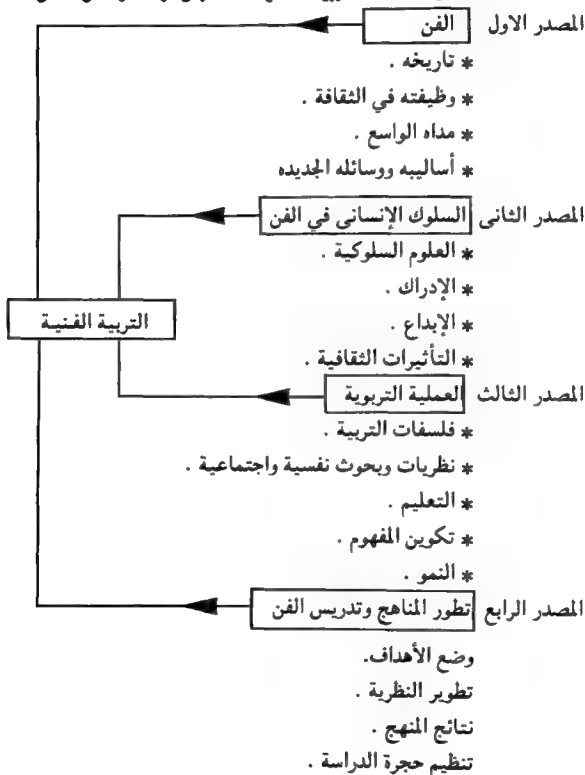 المصدر الاول الفن
* تاريخه .
* وظيفته في الثقافة .
* مداه الواسع .
* أساليبه ووسائله الجديده
المصدر الثانى السلوك الإنسانى في الفن
* العلوم السلوكية .
* الإدراك .
* الإبداع .
التربية الفنية
* التأثيرات الثقافية .
المصدر الثالث العملية التربوية
* فلسفات التربية .
* نظريات وبحوث نفسية واجتماعية .
* التعليم .
* تكوين المفهوم .
* النمو .
المصدر الرابع تطور المناهج وتدريس الفن
وضع الأهداف.
تطوير النظرية .
نتائج المنهج .
تنظيم حجرة الدراسة .